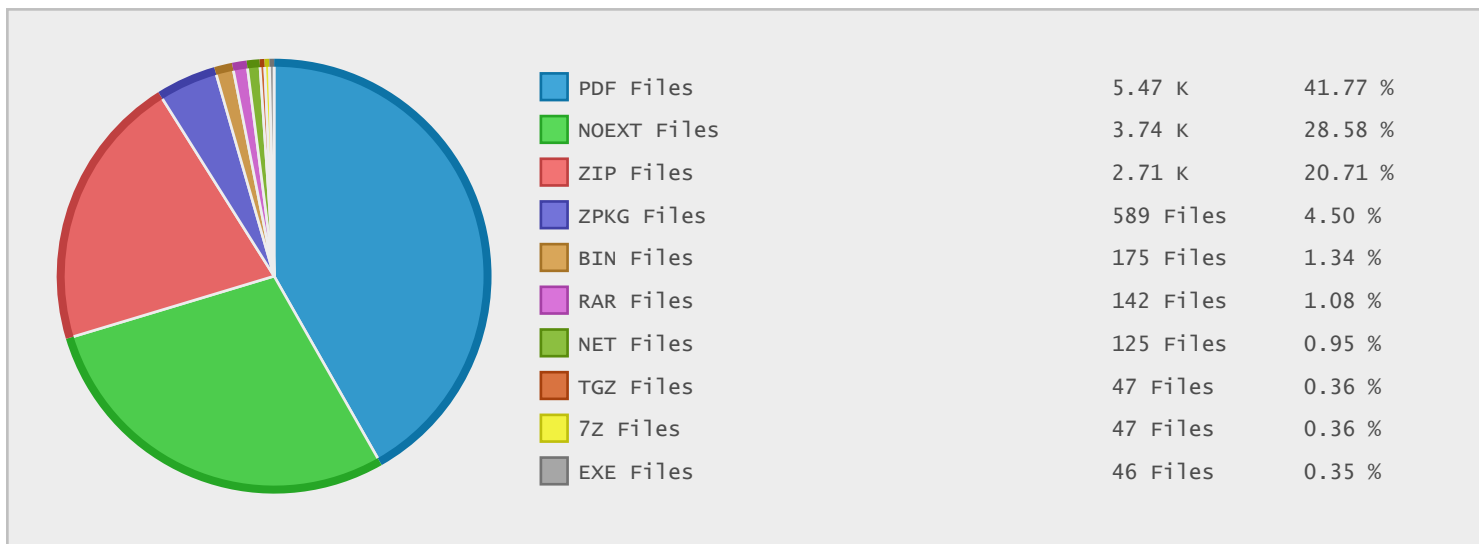 PDF Files 5.47 K 41.77 %
NOEXT Files 3.74 K 28.58 %
ZIP Files 2.71 K 20.71 %
ZPKG Files 589 Files 4.50 %
BIN Files 175 Files 1.34 %
RAR Files 142 Files 1.08 %
NET Files 125 Files 0.95 %
TGZ Files 47 Files 0.36 %
7Z Files 47 Files 0.36 %
EXE Files 46 Files 0.35 %